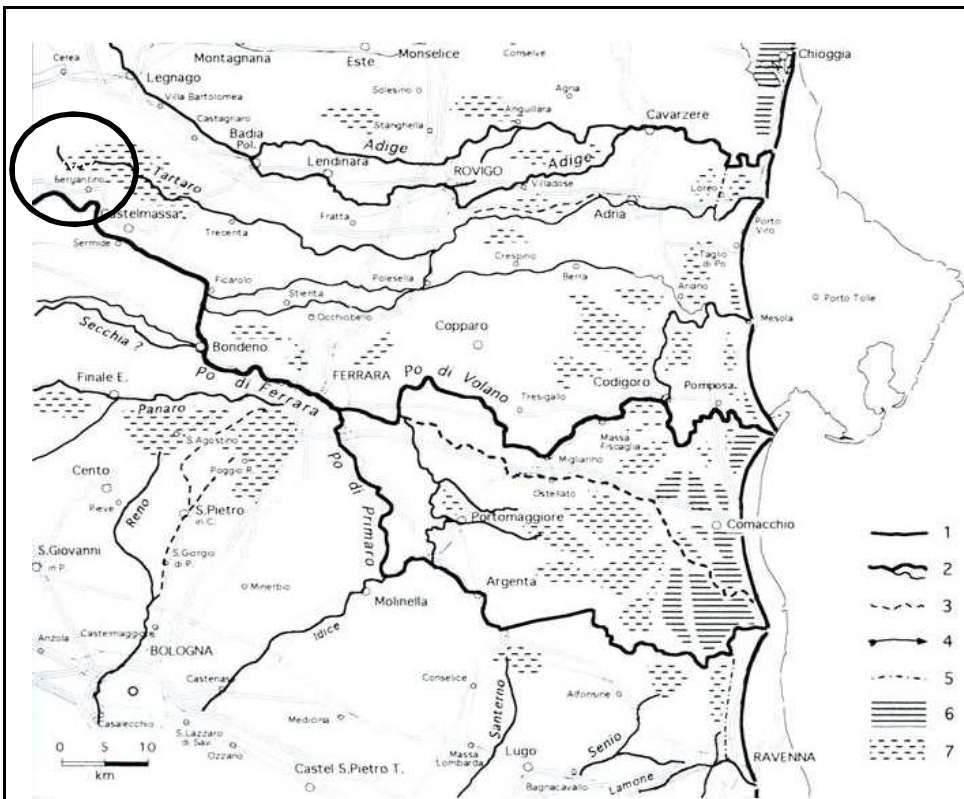 Cerea
Montagnana
Este
Monselice
Conselve
Chioggia
Legnago
Solesino
Agna
Villa Bartolomea
Anguillara
Castagnaro
Stanghella
Cavarzere
Badia
Pol.
Adige
Lendinara
ROVIGO
Adige
Bergantino
Tartaro
Villadose
Loreo
Castelmassa
Trecenta
Fratta
Adria
Sermide
Porto
Viro
Crespino
Taglio
di Po
Ficarolo
Polesella
Berra
Ariano
Stienta
Porto Tolle
Occhiobello
Copparo
Mesola
Secchia ?
Bondeno
Finale E.
Po di Ferrara
FERRARA
Po di Volano
Codigoro
Pomposa.
Tresigallo
Panaro
S. Agostino
Massa
Fiscaglia
Migliarino
Cento
Poggio R.
Ostellato
Pieve
Reno
S. Pietro
in C.
Po di Primaro
Portomaggiore
Comacchio
1
S. Giovanni
in P.
S. Giorgio
di P.
2
Minerbio
Argenta
3
Molinella
4
Anzola
Castelmaggiore
Idice
BOLOGNA
5
Castenaso
Conselice
Alfonsine
6
Casalecchio
Medicina
Santerno
7
S. Lazzaro
di Sav.
Ozzano
Massa
Lombarda
Lugo
Senio
RAVENNA
0 5 10
km
Castel S. Pietro T.
Bagnacavallo
Lamone